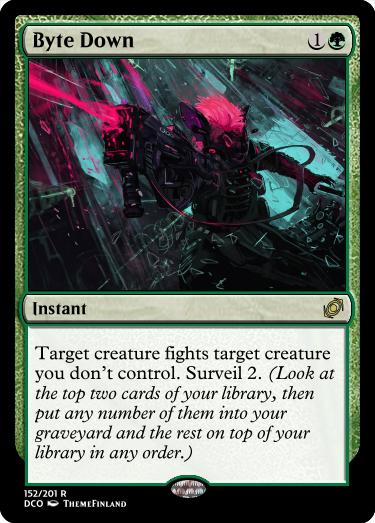 Byte Down 1
Instant
Target creature fights target creature
you don't control. Surveil 2. (Look at
the top two cards of your library, then
put any number of them into your
graveyard and the rest on top of your
library in any order.)
152/201 R
DCO ThemeFinland